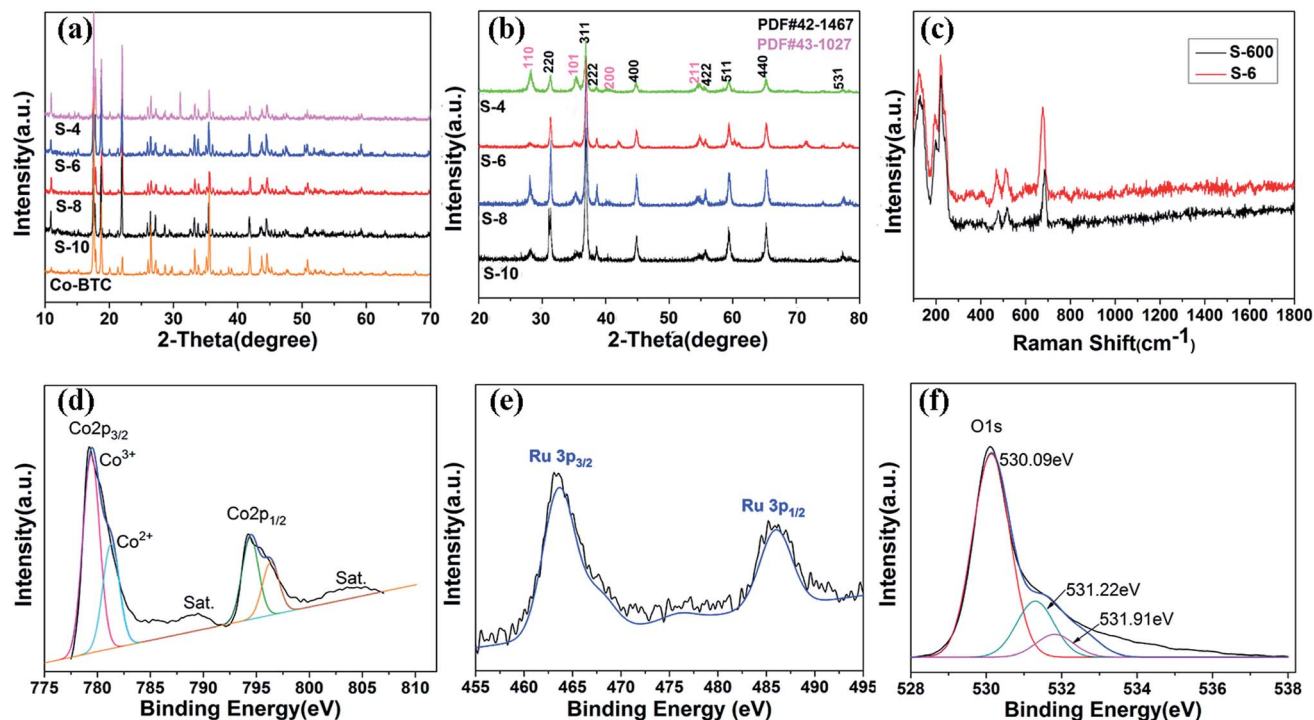 (a)
Intensity(a.u.)
S-4
S-6
S-8
S-10
Co-BTC
10 20 30 40 50 60 70
2-Theta(degree)
(b)
PDF#42-1467
PDF#43-1027
Intensity(a.u.)
110 220 101 311 222 200 400 211 422 511 440 531
S-4
S-6
S-8
S-10
20 30 40 50 60 70 80
2-Theta(degree)
(c)
S-600
S-6
Intensity(a.u.)
200 400 600 800 1000 1200 1400 1600 1800
Raman Shift(cm⁻¹)
(d)
Intensity(a.u.)
Co2p3/2
Co³⁺
Co²⁺
Co2p1/2
Sat.
Sat.
775 780 785 790 795 800 805 810
Binding Energy(eV)
(e)
Intensity(a.u.)
Ru 3p3/2
Ru 3p1/2
455 460 465 470 475 480 485 490 495
Binding Energy (eV)
(f)
Intensity(a.u.)
O1s
530.09eV
531.22eV
531.91eV
528 530 532 534 536 538
Binding Energy(eV)